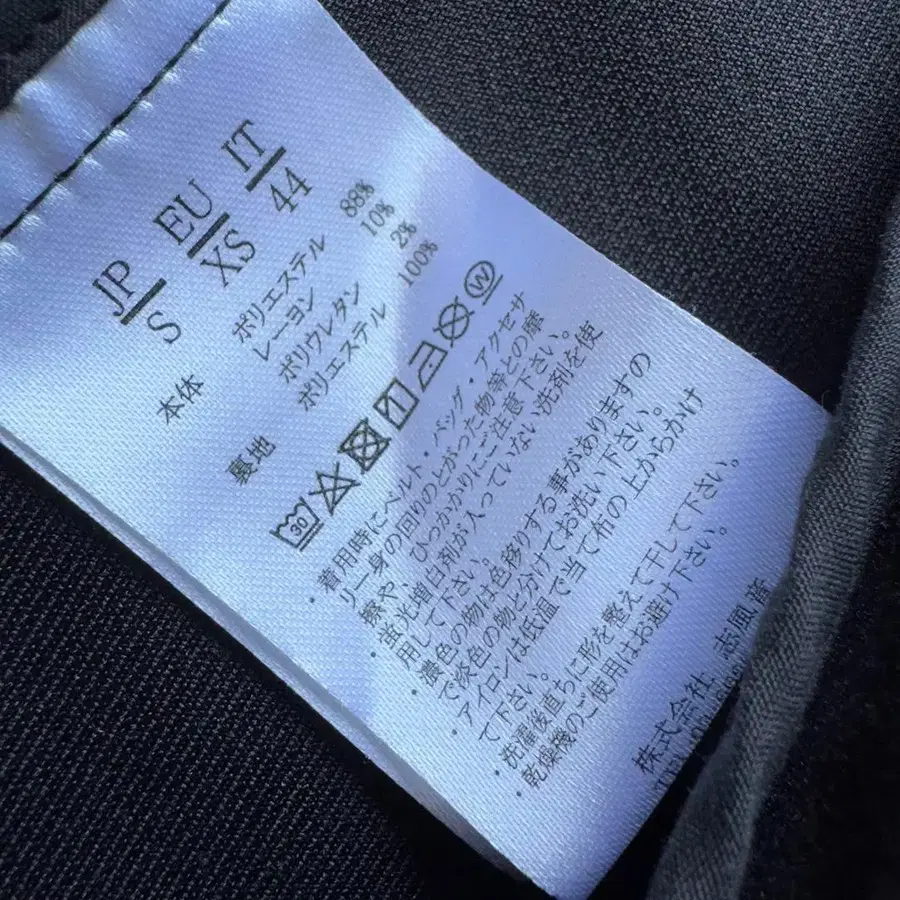 JP EU IT
S XS 44
本体 ポリエステル 88%
レーヨン 10%
ポリウレタン 2%
裏地 ポリエステル 100%
30 W
・着用時にベルト・バッグ・アクセサ
リー身の回りのとがった物等との摩
擦や、ひっかかりにご注意下さい。
・蛍光増白剤が入っていない洗剤を使
用して下さい。
・濃色の物は色移りする事がありますの
で淡色の物と分けてお洗い下さい。
・アイロンは低温で当て布の上からかけ
て下さい。
・洗濯後直ちに形を整えて干して下さい。
・乾燥機のご使用はお避け下さい。
株式会社 志風音